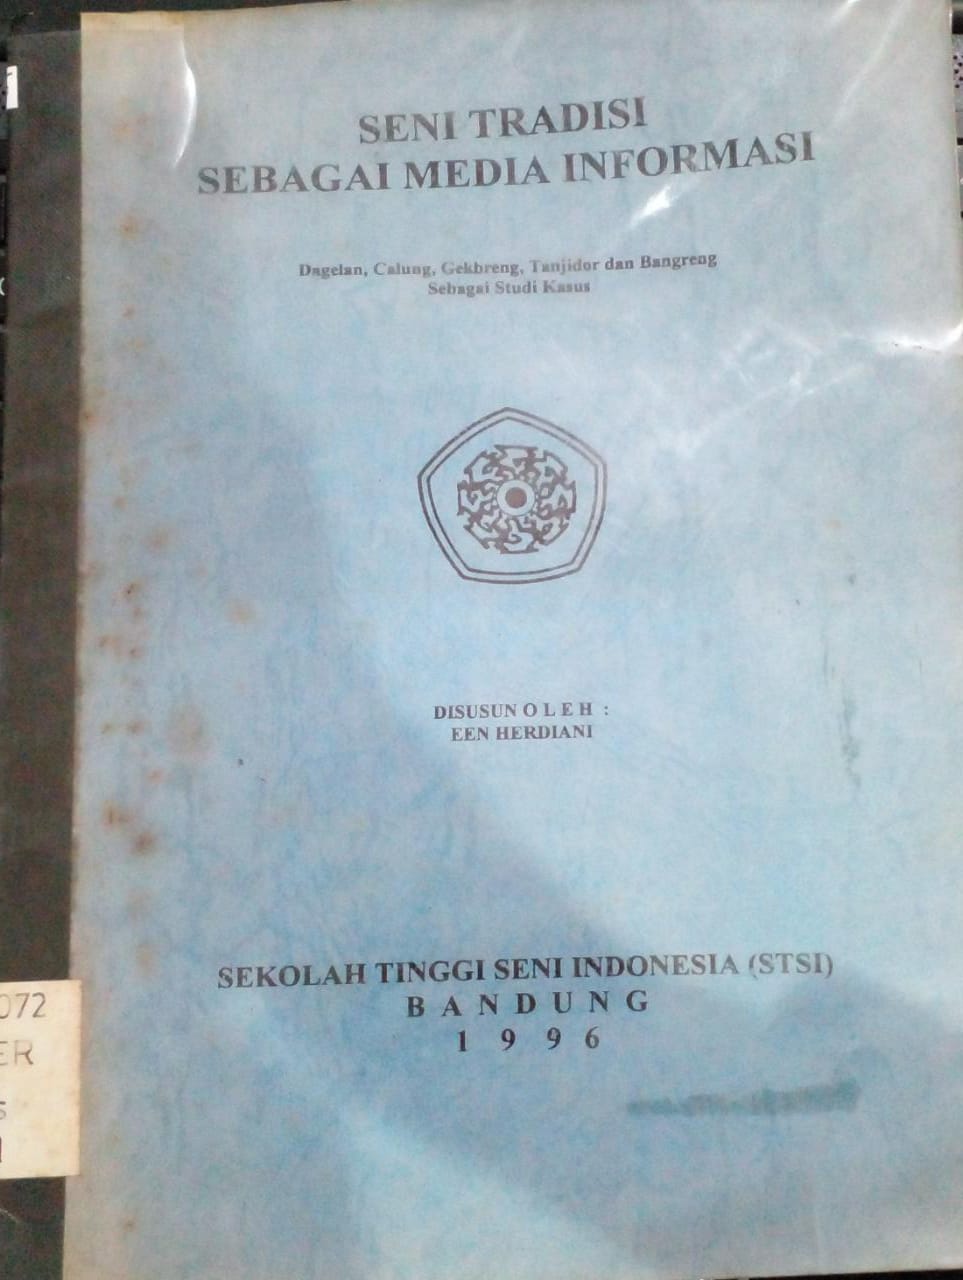 SENI TRADISI
SEBAGAI MEDIA INFORMASI
Dagelan, Calung, Gekbreng, Tanjidor dan Bangreng
Sebagai Studi Kasus
DISUSUN O L E H :
EEN HERDIANI
SEKOLAH TINGGI SENI INDONESIA (STSI)
B A N D U N G
1 9 9 6
072
ER